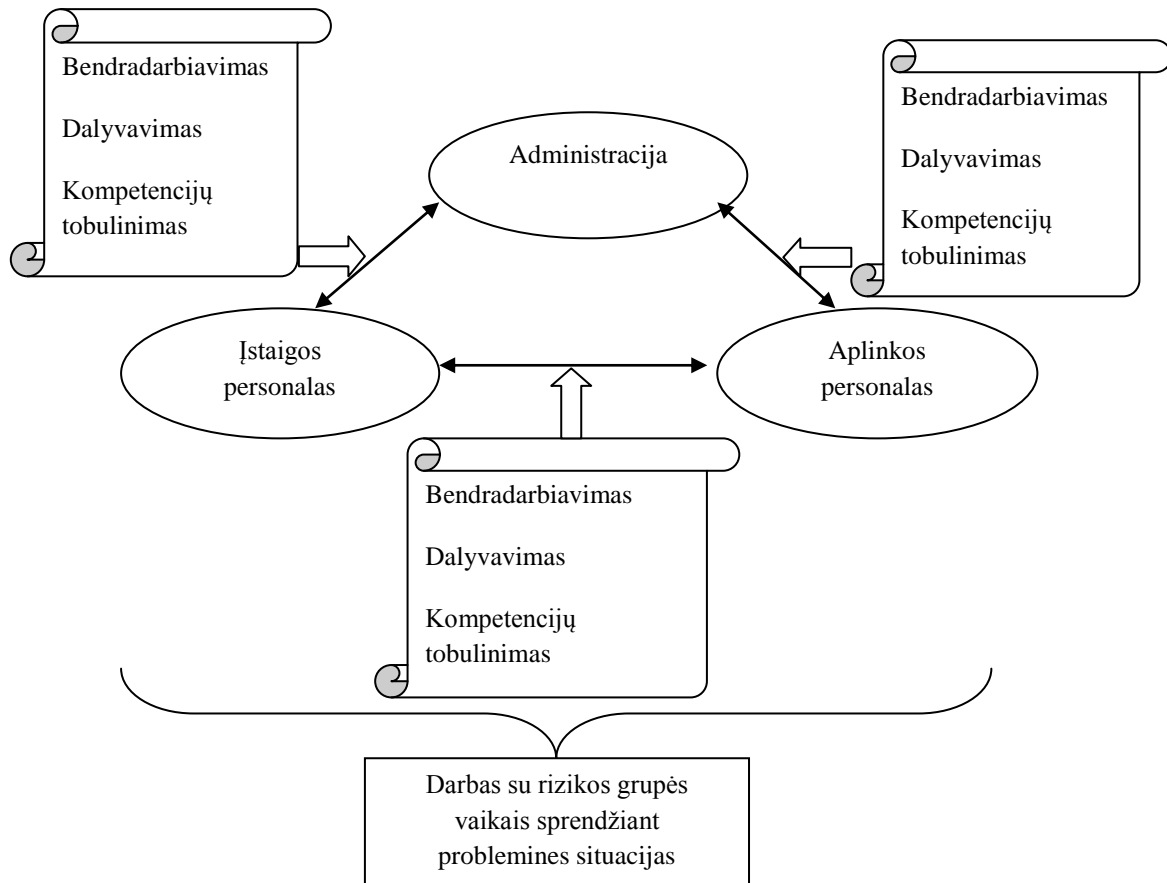 Bendradarbiavimas
Dalyvavimas
Kompetencijų
tobulinimas
Administracija
Bendradarbiavimas
Dalyvavimas
Kompetencijų
tobulinimas
Įstaigos
personalas
Aplinkos
personalas
Bendradarbiavimas
Dalyvavimas
Kompetencijų
tobulinimas
Darbas su rizikos grupės
vaikais sprendžiant
problemines situacijas